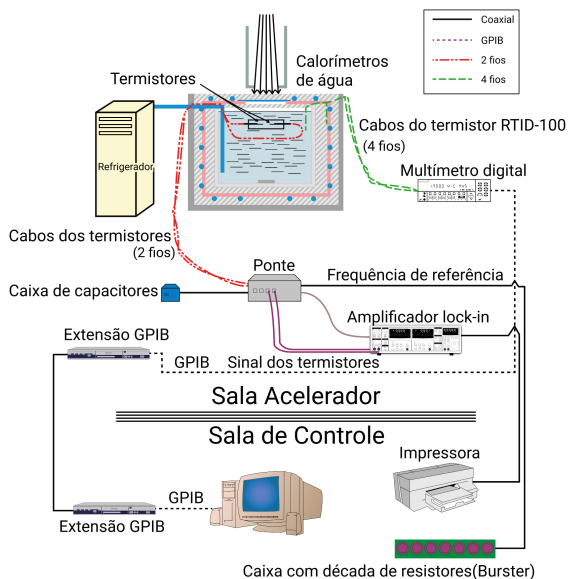 Coaxial
GPIB
2 fios
4 fios
Calorímetros
de água
Termistores
Refrigerador
Cabos do termistor RTID-100
(4 fios)
Multímetro digital
Cabos dos termistores
(2 fios)
Ponte
Frequência de referência
Caixa de capacitores
Amplificador lock-in
Extensão GPIB
GPIB
Sinal dos termistores
Sala Acelerador
Sala de Controle
Impressora
GPIB
Extensão GPIB
Caixa com década de resistores(Burster)